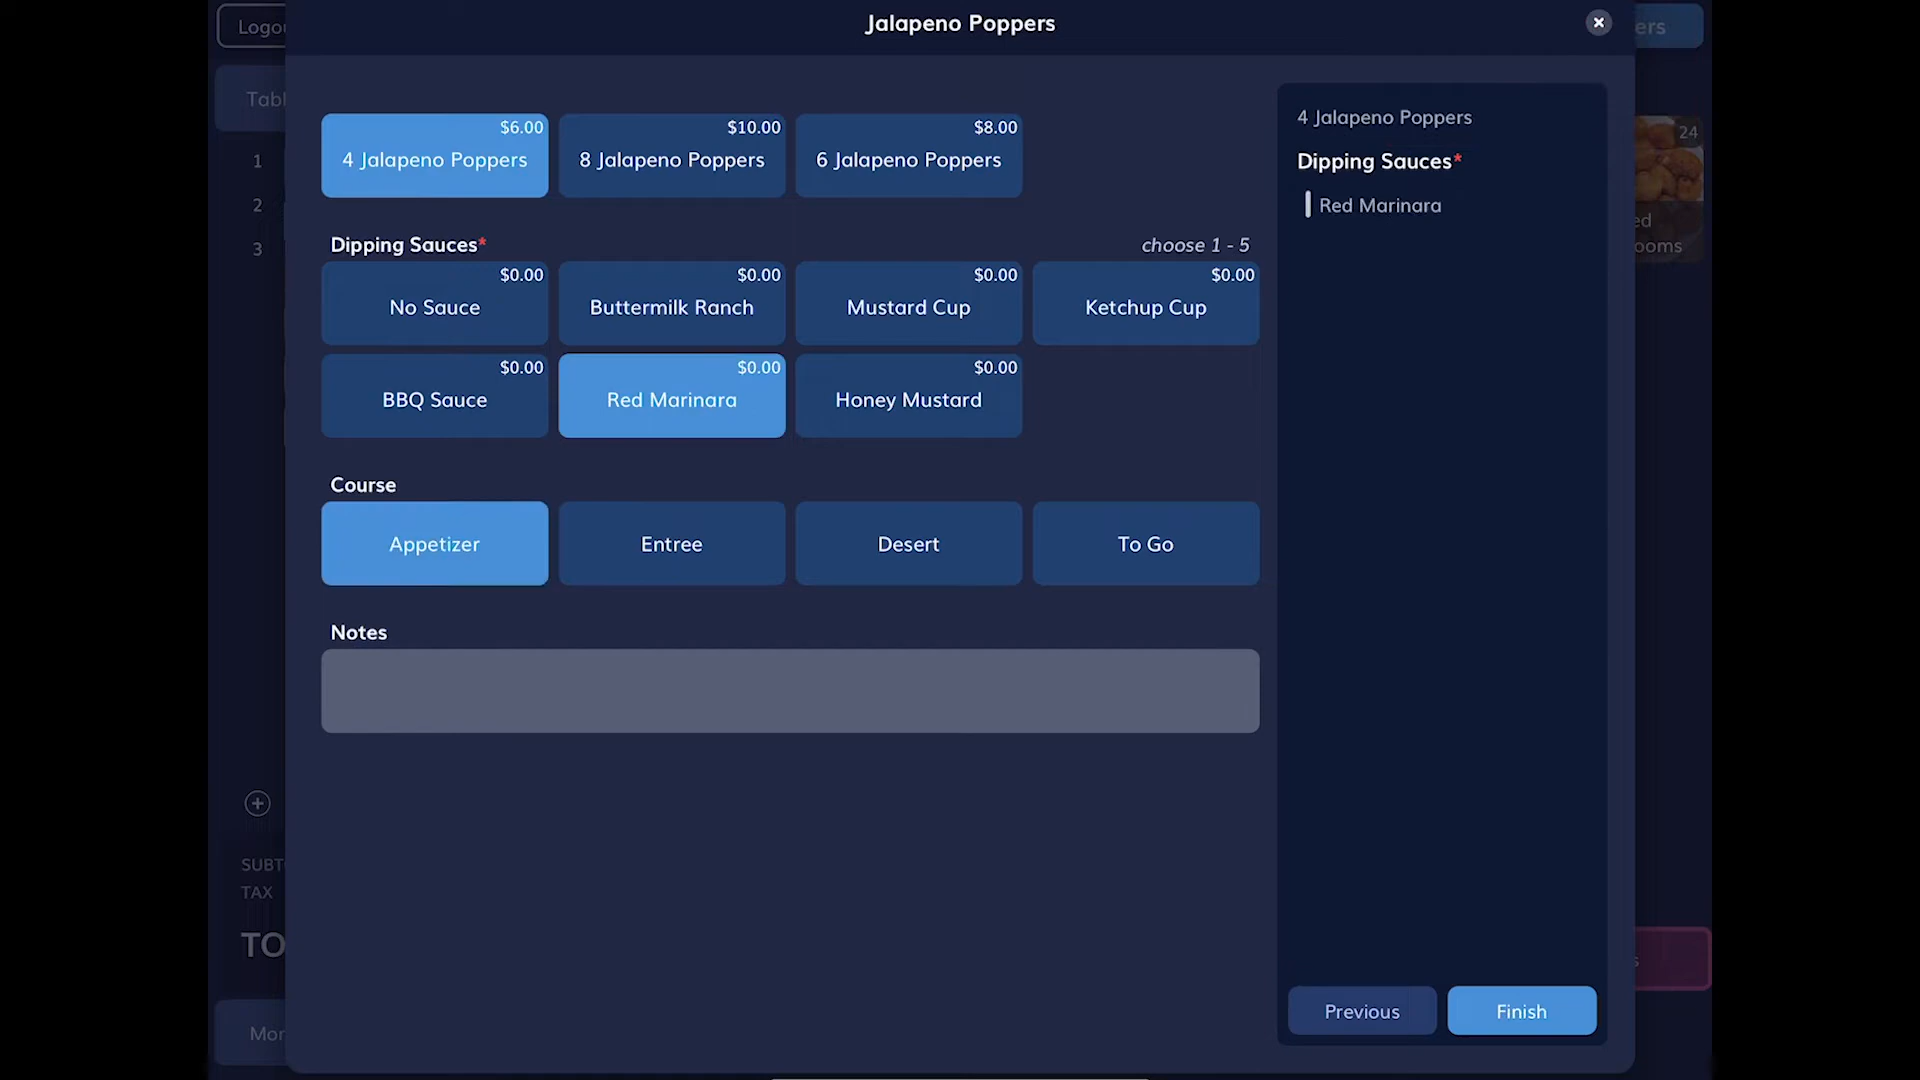 Jalapeno Poppers
$6.00
4 Jalapeno Poppers
$10.00
8 Jalapeno Poppers
$8.00
6 Jalapeno Poppers
Dipping Sauces*
choose 1 - 5
$0.00
No Sauce
$0.00
Buttermilk Ranch
$0.00
Mustard Cup
$0.00
Ketchup Cup
$0.00
BBQ Sauce
$0.00
Red Marinara
$0.00
Honey Mustard
Course
Appetizer
Entree
Desert
To Go
Notes
4 Jalapeno Poppers
Dipping Sauces*
Red Marinara
Previous
Finish
1
2
3
TAX
24